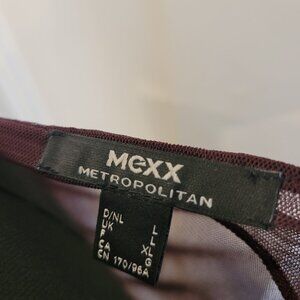 MEXX
METROPOLITAN
D/NL L
UK L
F XL
CA G
CN 170/96A